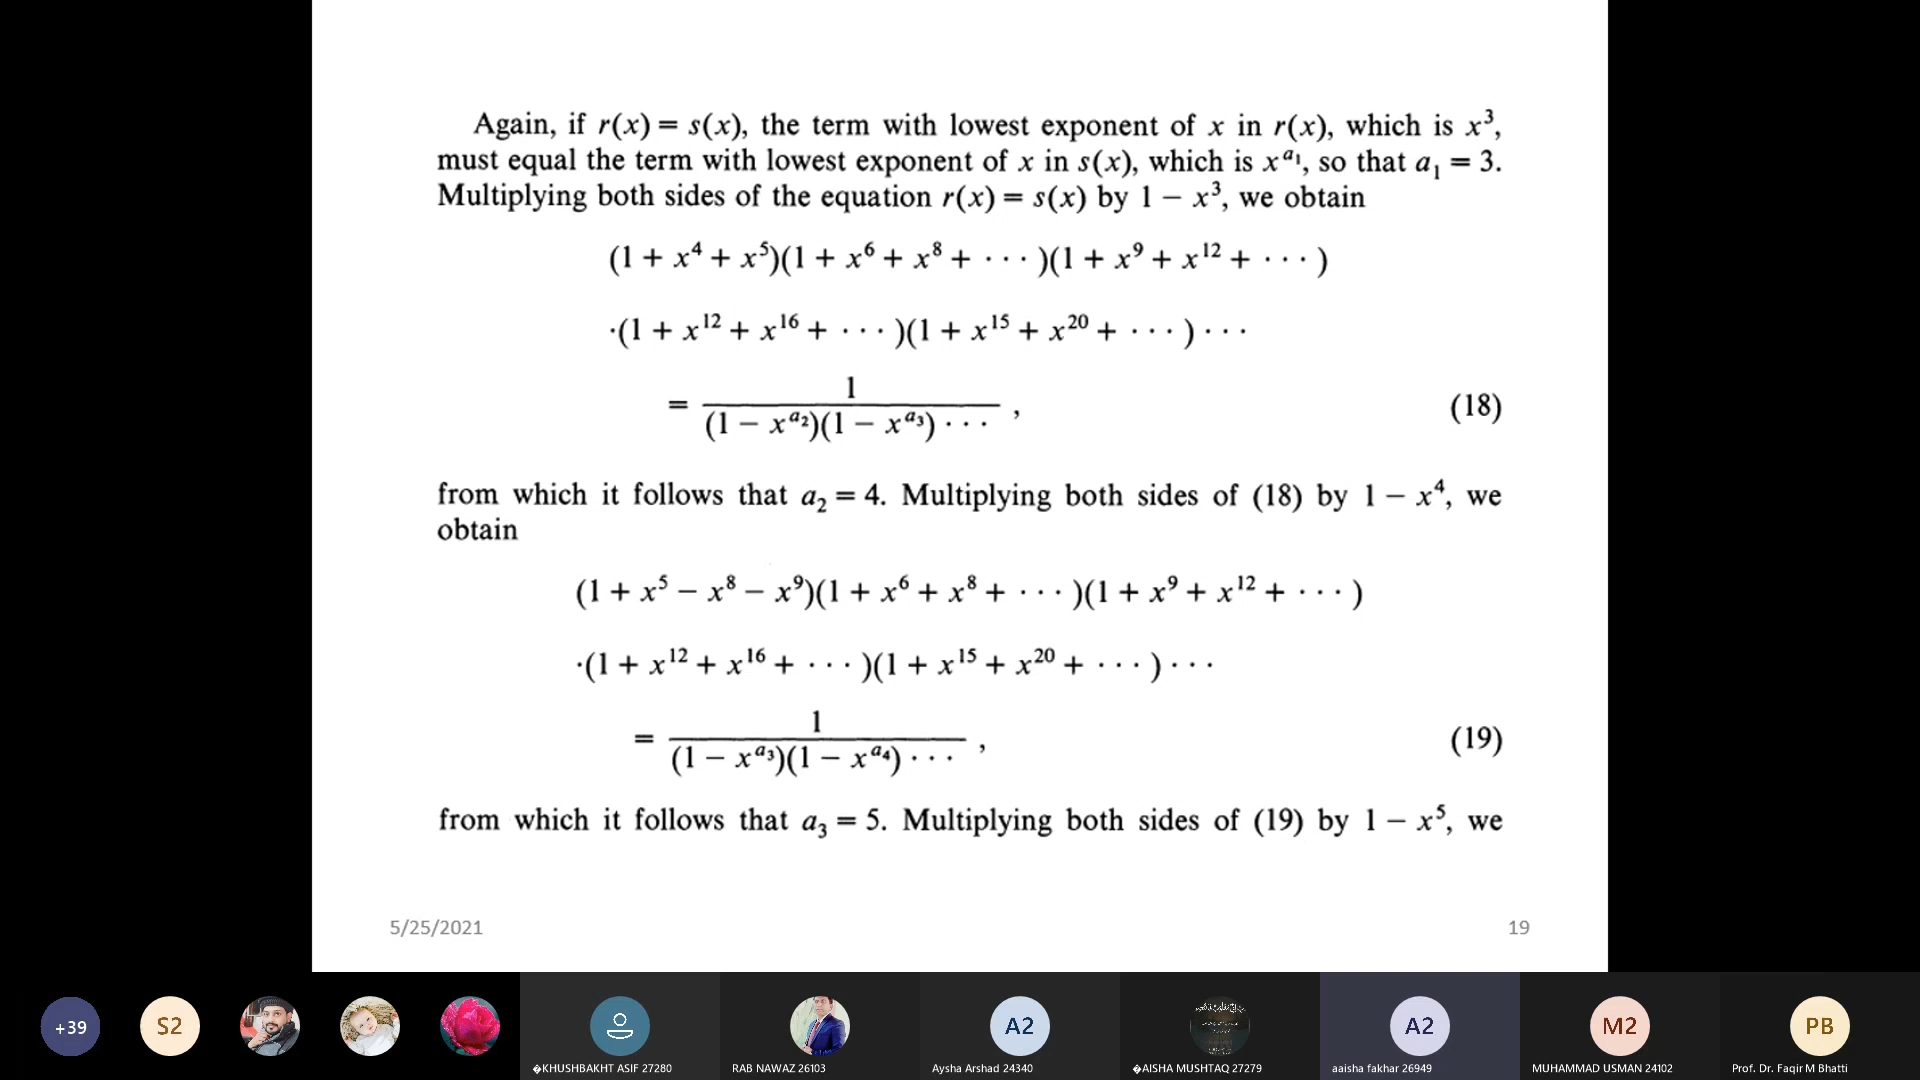 Again, if r(x) = s(x), the term with lowest exponent of x in r(x), which is x³,
must equal the term with lowest exponent of x in s(x), which is x^{a₁}, so that a₁ = 3.
Multiplying both sides of the equation r(x) = s(x) by 1 − x³, we obtain
(1 + x⁴ + x⁵)(1 + x⁶ + x⁸ + · · · )(1 + x⁹ + x¹² + · · · )
·(1 + x¹² + x¹⁶ + · · · )(1 + x¹⁵ + x²⁰ + · · · ) · · ·
= 1 / (1 − x^{a₂})(1 − x^{a₃}) · · · , (18)
from which it follows that a₂ = 4. Multiplying both sides of (18) by 1 − x⁴, we
obtain
(1 + x⁵ − x⁸ − x⁹)(1 + x⁶ + x⁸ + · · · )(1 + x⁹ + x¹² + · · · )
·(1 + x¹² + x¹⁶ + · · · )(1 + x¹⁵ + x²⁰ + · · · ) · · ·
= 1 / (1 − x^{a₃})(1 − x^{a₄}) · · · , (19)
from which it follows that a₃ = 5. Multiplying both sides of (19) by 1 − x⁵, we
5/25/2021 19
+39 S2 A2 A2 M2 PB
�KHUSHBAKHT ASIF 27280 RAB NAWAZ 26103 Aysha Arshad 24340 �AISHA MUSHTAQ 27279 aaisha fakhar 26949 MUHAMMAD USMAN 24102 Prof. Dr. Faqir M Bhatti